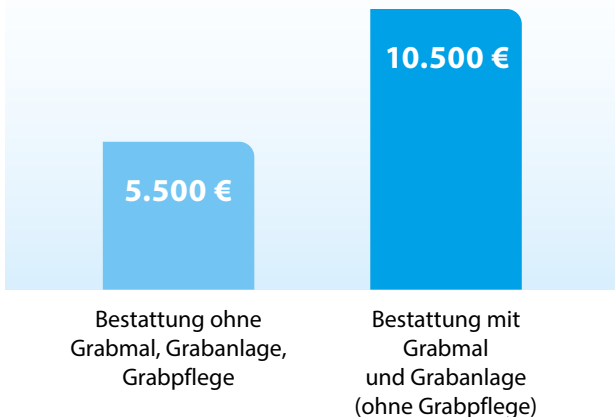 10.500 €
5.500 €
Bestattung ohne
Grabmal, Grabanlage,
Grabpflege
Bestattung mit
Grabmal
und Grabanlage
(ohne Grabpflege)